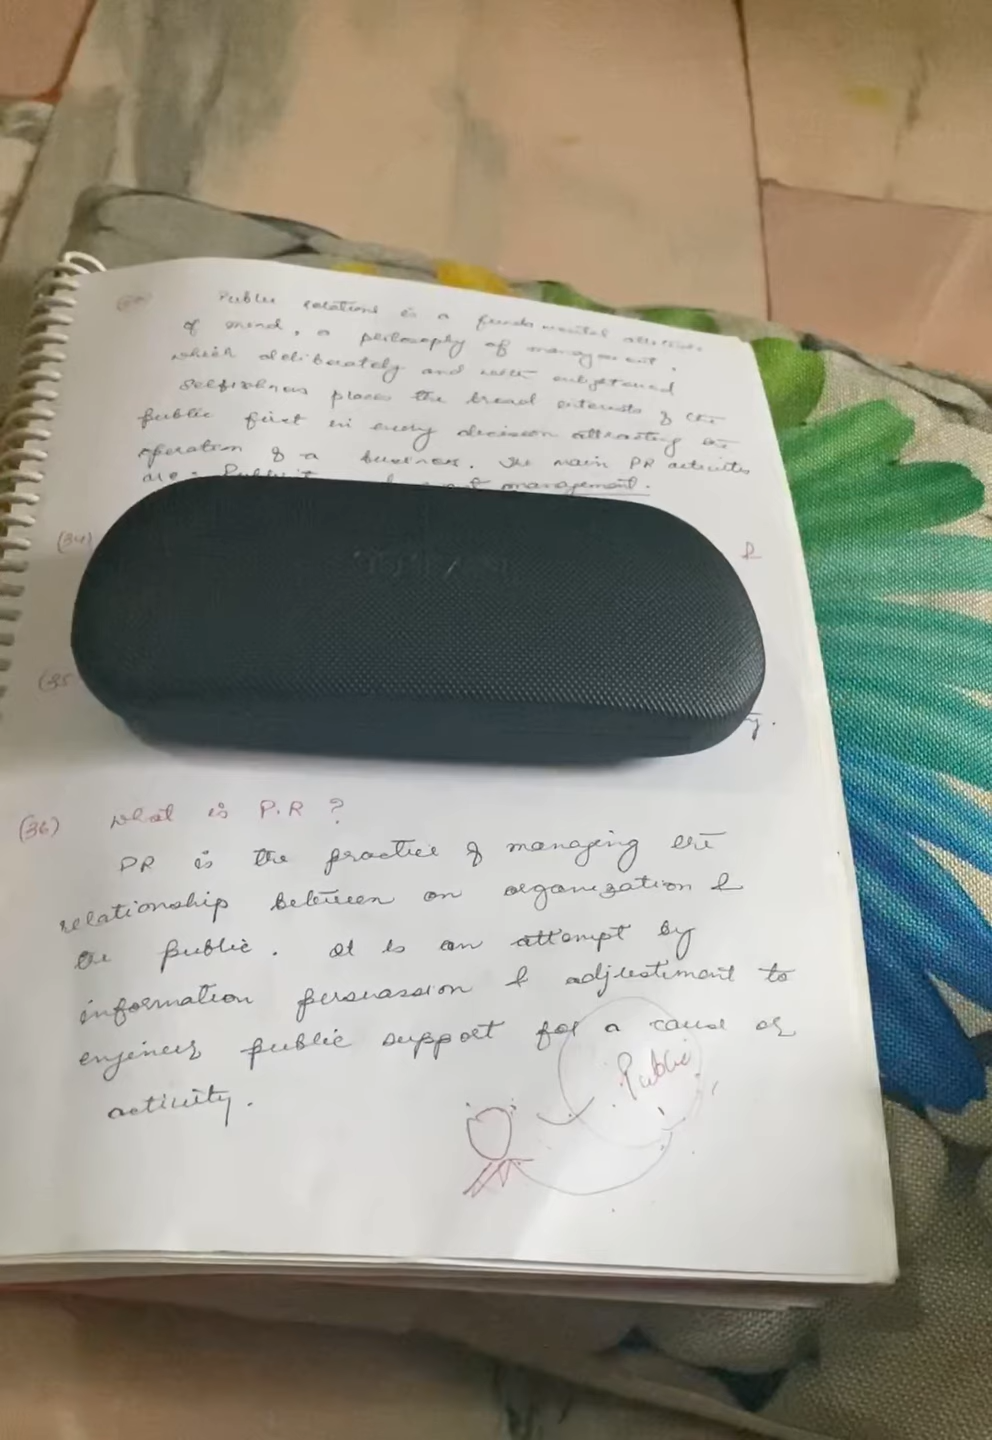 Public relations is a fundamental attitude
of mind, a philosophy of management,
which deliberately and with enlightened
selfishness places the broad interests of the
public first in every decision affecting the
operation of a business. The main PR activities
are: management.
(34) &
(35
y.
(36) What is P.R ?
PR is the practice of managing the
relationship between an organization &
the public. It is an attempt by
information persuassion & adjustment to
engineer public support for a cause or
activity.
Public